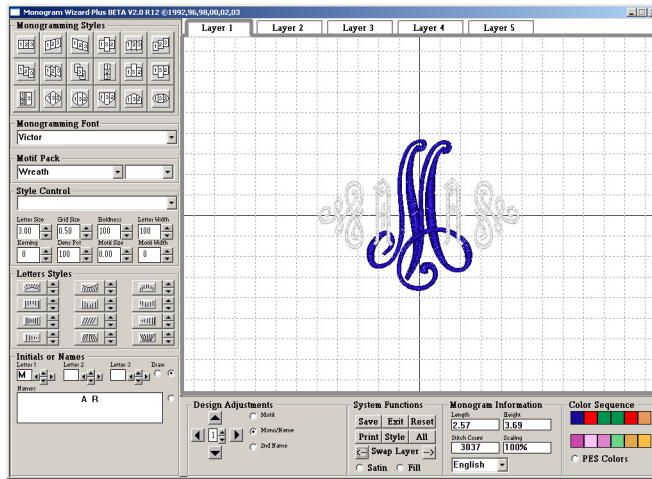 Monogram Wizard Plus BETA V2.0 R12 ©1992,96,98,00,02,03
Monogramming Styles
Layer 1 Layer 2 Layer 3 Layer 4 Layer 5
Monogramming Font
Victor
Motif Pack
Wreath
Style Control
Letter Size Grid Size Boldness Letter Width
3.00 0.50 100 100
Kerning Dens Pct Motif Size Motif Width
0 100 0.00 0
Letters Styles
Initials or Names
Letter 1 Letter 2 Letter 3 Draw
M
Names
A R
Design Adjustments
Motif
1 Mono/Name
2nd Name
System Functions
Save Exit Reset
Print Style All
<- Swap Layer ->
Satin Fill
Monogram Information
Length Height
2.57 3.69
Stitch Count Scaling
3037 100%
English
Color Sequence
PES Colors